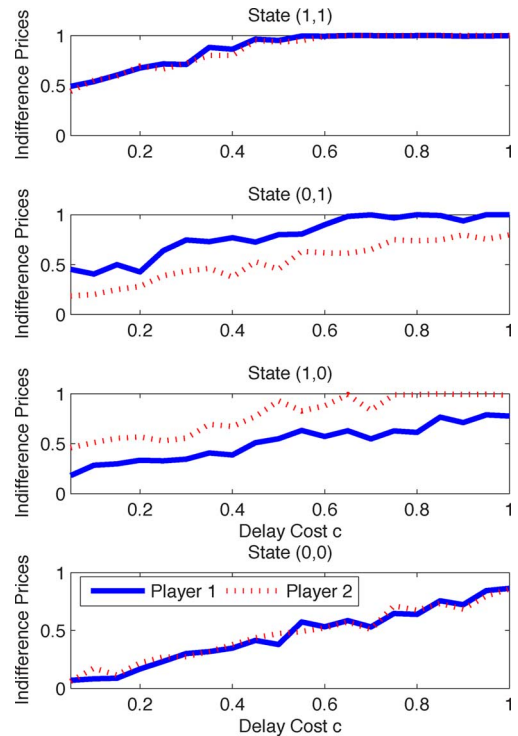 State (1,1)
Indifference Prices
1
0.5
0
0.2 0.4 0.6 0.8 1
State (0,1)
Indifference Prices
1
0.5
0
0.2 0.4 0.6 0.8 1
State (1,0)
Indifference Prices
1
0.5
0
0.2 0.4 0.6 0.8 1
Delay Cost c
State (0,0)
Indifference Prices
1
0.5
0
Player 1 Player 2
0.2 0.4 0.6 0.8 1
Delay Cost c